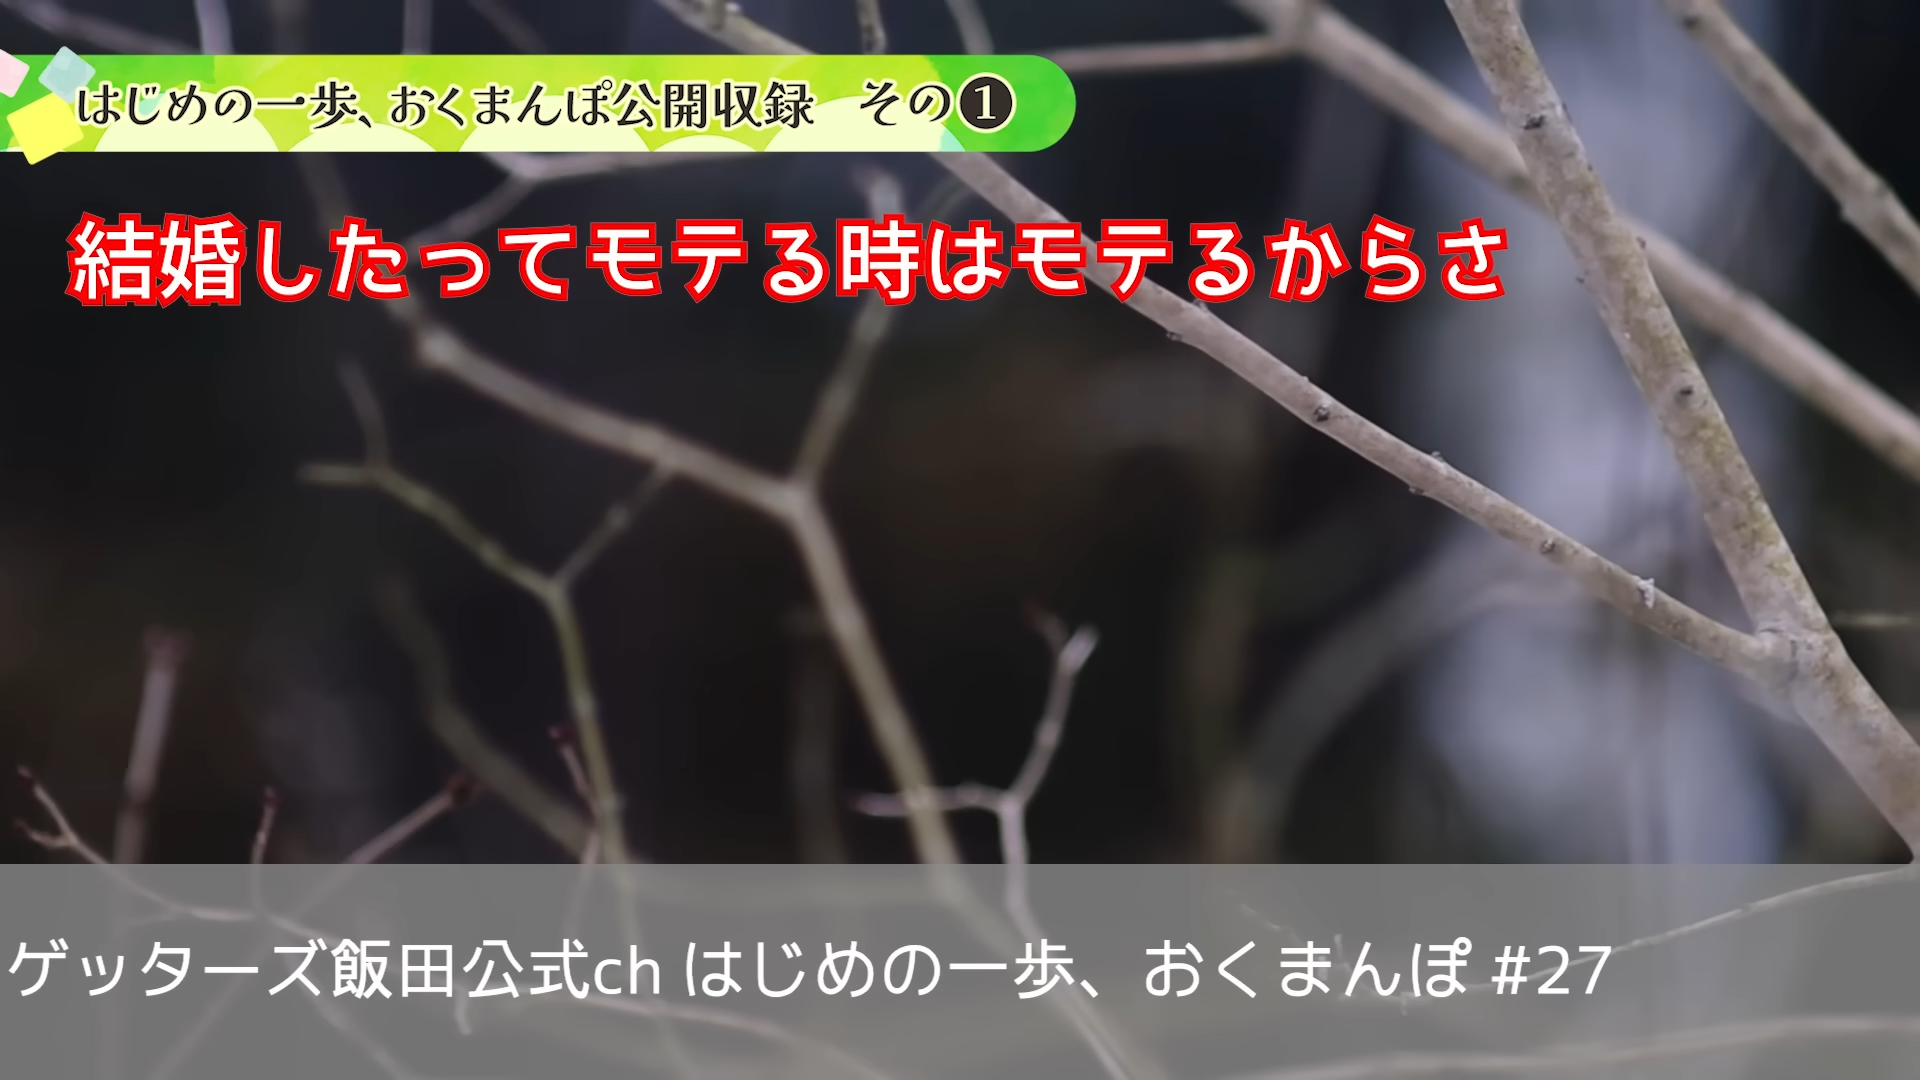 はじめの一歩、おくまんぽ公開収録　その❶
結婚したってモテる時はモテるからさ
ゲッターズ飯田公式ch はじめの一歩、おくまんぽ #27